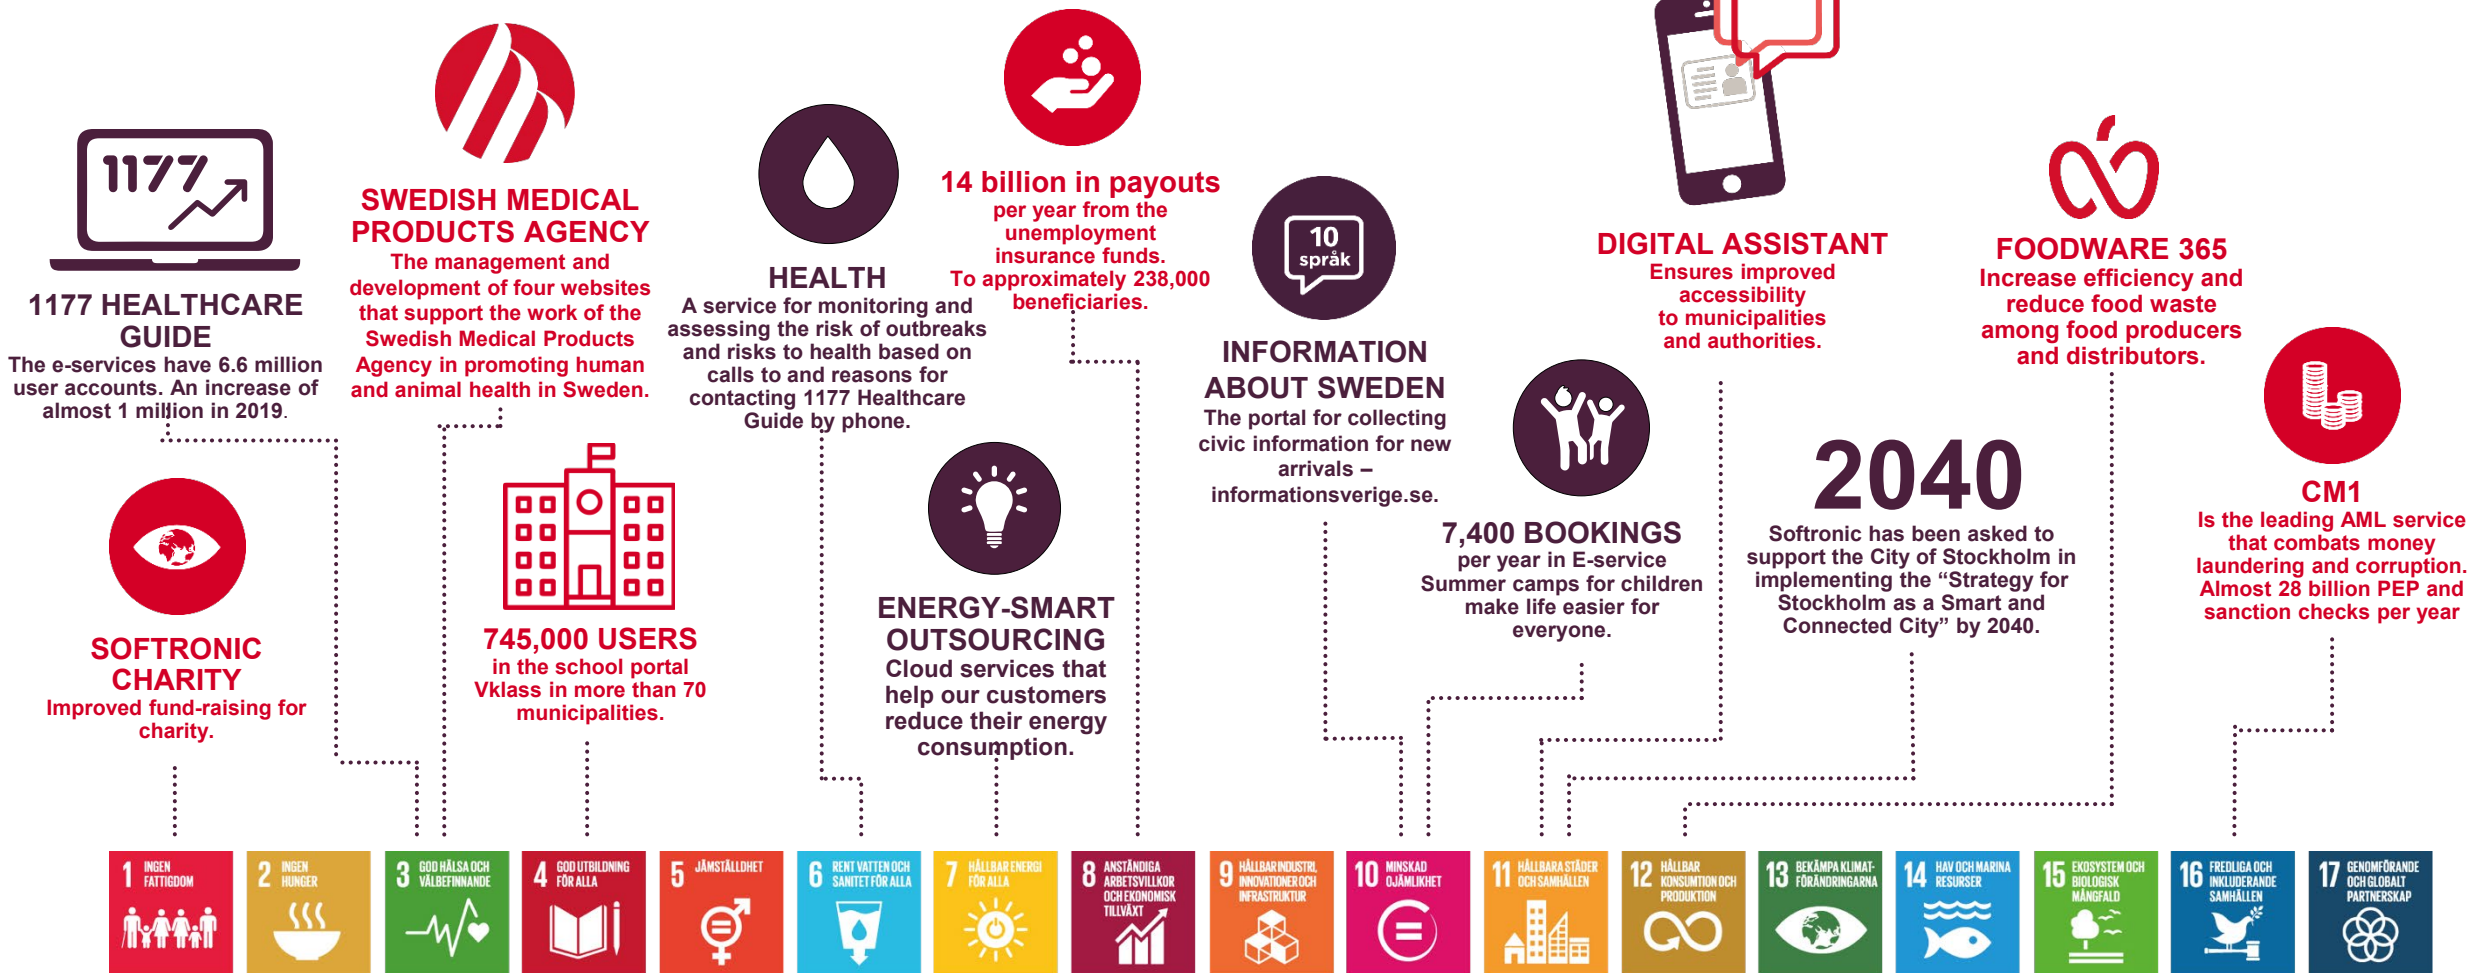 1177
1177 HEALTHCARE
GUIDE
The e-services have 6.6 million
user accounts. An increase of
almost 1 million in 2019.
SOFTRONIC
CHARITY
Improved fund-raising for
charity.
SWEDISH MEDICAL
PRODUCTS AGENCY
The management and
development of four websites
that support the work of the
Swedish Medical Products
Agency in promoting human
and animal health in Sweden.
745,000 USERS
in the school portal
Vklass in more than 70
municipalities.
HEALTH
A service for monitoring and
assessing the risk of outbreaks
and risks to health based on
calls to and reasons for
contacting 1177 Healthcare
Guide by phone.
ENERGY-SMART
OUTSOURCING
Cloud services that
help our customers
reduce their energy
consumption.
14 billion in payouts
per year from the
unemployment
insurance funds.
To approximately 238,000
beneficiaries.
10
språk
INFORMATION
ABOUT SWEDEN
The portal for collecting
civic information for new
arrivals –
informationsverige.se.
7,400 BOOKINGS
per year in E-service
Summer camps for children
make life easier for
everyone.
DIGITAL ASSISTANT
Ensures improved
accessibility
to municipalities
and authorities.
2040
Softronic has been asked to
support the City of Stockholm in
implementing the “Strategy for
Stockholm as a Smart and
Connected City” by 2040.
FOODWARE 365
Increase efficiency and
reduce food waste
among food producers
and distributors.
CM1
Is the leading AML service
that combats money
laundering and corruption.
Almost 28 billion PEP and
sanction checks per year
1 INGEN
FATTIGDOM
2 INGEN
HUNGER
3 GOD HÄLSA OCH
VÄLBEFINNANDE
4 GOD UTBILDNING
FÖR ALLA
5 JÄMSTÄLLDHET
6 RENT VATTEN OCH
SANITET FÖR ALLA
7 HÅLLBAR ENERGI
FÖR ALLA
8 ANSTÄNDIGA
ARBETSVILLKOR
OCH EKONOMISK
TILLVÄXT
9 HÅLLBAR INDUSTRI,
INNOVATIONER OCH
INFRASTRUKTUR
10 MINSKAD
OJÄMLIKHET
11 HÅLLBARA STÄDER
OCH SAMHÄLLEN
12 HÅLLBAR
KONSUMTION OCH
PRODUKTION
13 BEKÄMPA KLIMAT-
FÖRÄNDRINGARNA
14 HAV OCH MARINA
RESURSER
15 EKOSYSTEM OCH
BIOLOGISK
MÅNGFALD
16 FREDLIGA OCH
INKLUDERANDE
SAMHÄLLEN
17 GENOMFÖRANDE
OCH GLOBALT
PARTNERSKAP